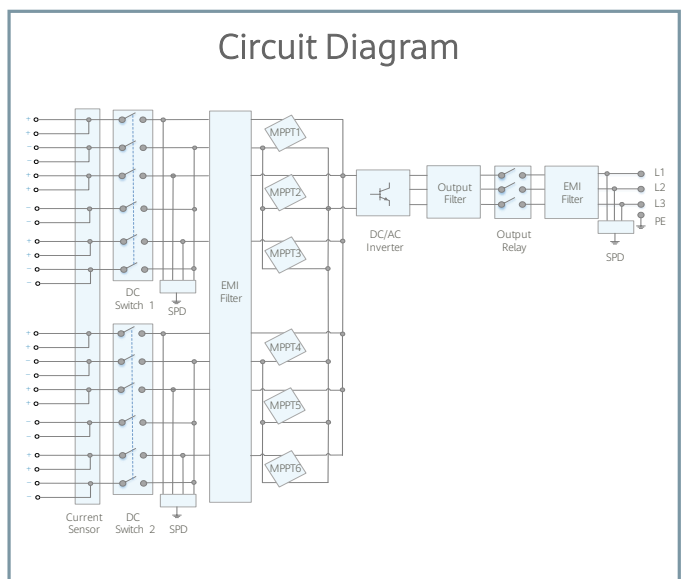 Circuit Diagram
+
+
−
−
+
+
−
−
+
+
−
−
DC
Switch 1
SPD
EMI
Filter
MPPT1
MPPT2
MPPT3
MPPT4
MPPT5
MPPT6
DC/AC
Inverter
Output
Filter
Output
Relay
EMI
Filter
L1
L2
L3
PE
SPD
+
+
−
−
+
+
−
−
+
+
−
−
Current
Sensor
DC
Switch 2
SPD